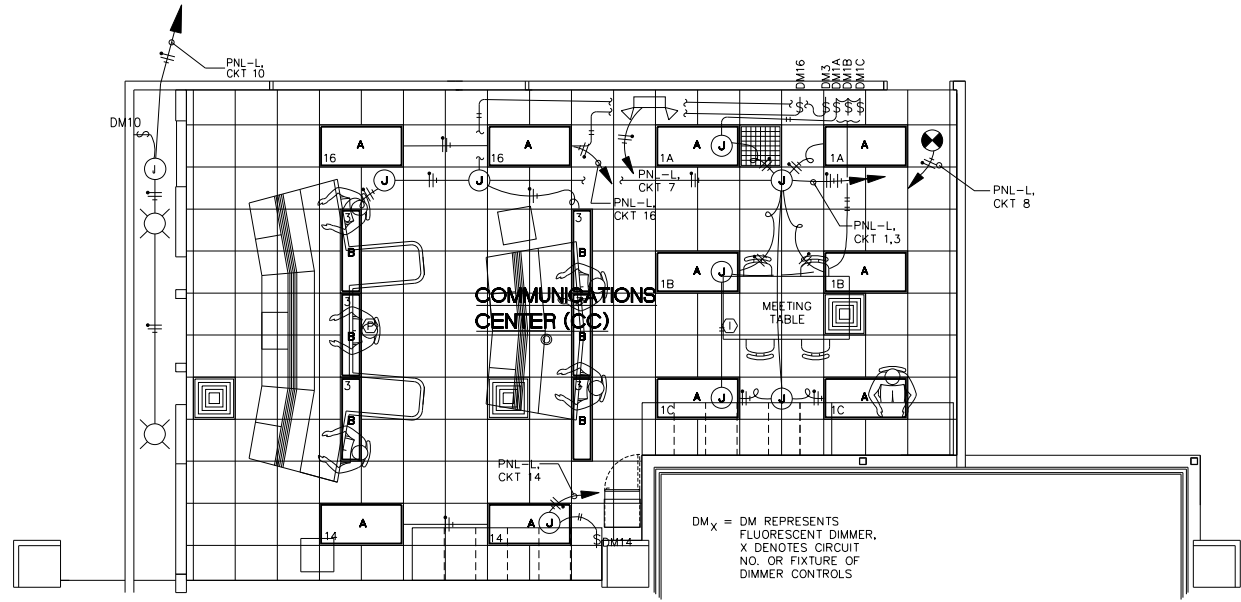 PNL-L,
CKT 10
DM10
DM16
DM3
DM1A
DM1B
DM1C
A
16
A
16
A
J
1A
A
1A
J
J
J
J
PNL-L,
CKT 7
PNL-L,
CKT 16
PNL-L,
CKT 8
PNL-L,
CKT 1,3
3
B
3
B
A
J
1B
A
1B
COMMUNICATIONS
CENTER (CC)
MEETING
TABLE
I
3
B
P
B
3
B
3
B
A
J
1C
J
A
1C
PNL-L,
CKT 14
A
14
A
J
14
$DM14
DMX = DM REPRESENTS
FLUORESCENT DIMMER,
X DENOTES CIRCUIT
NO. OR FIXTURE OF
DIMMER CONTROLS